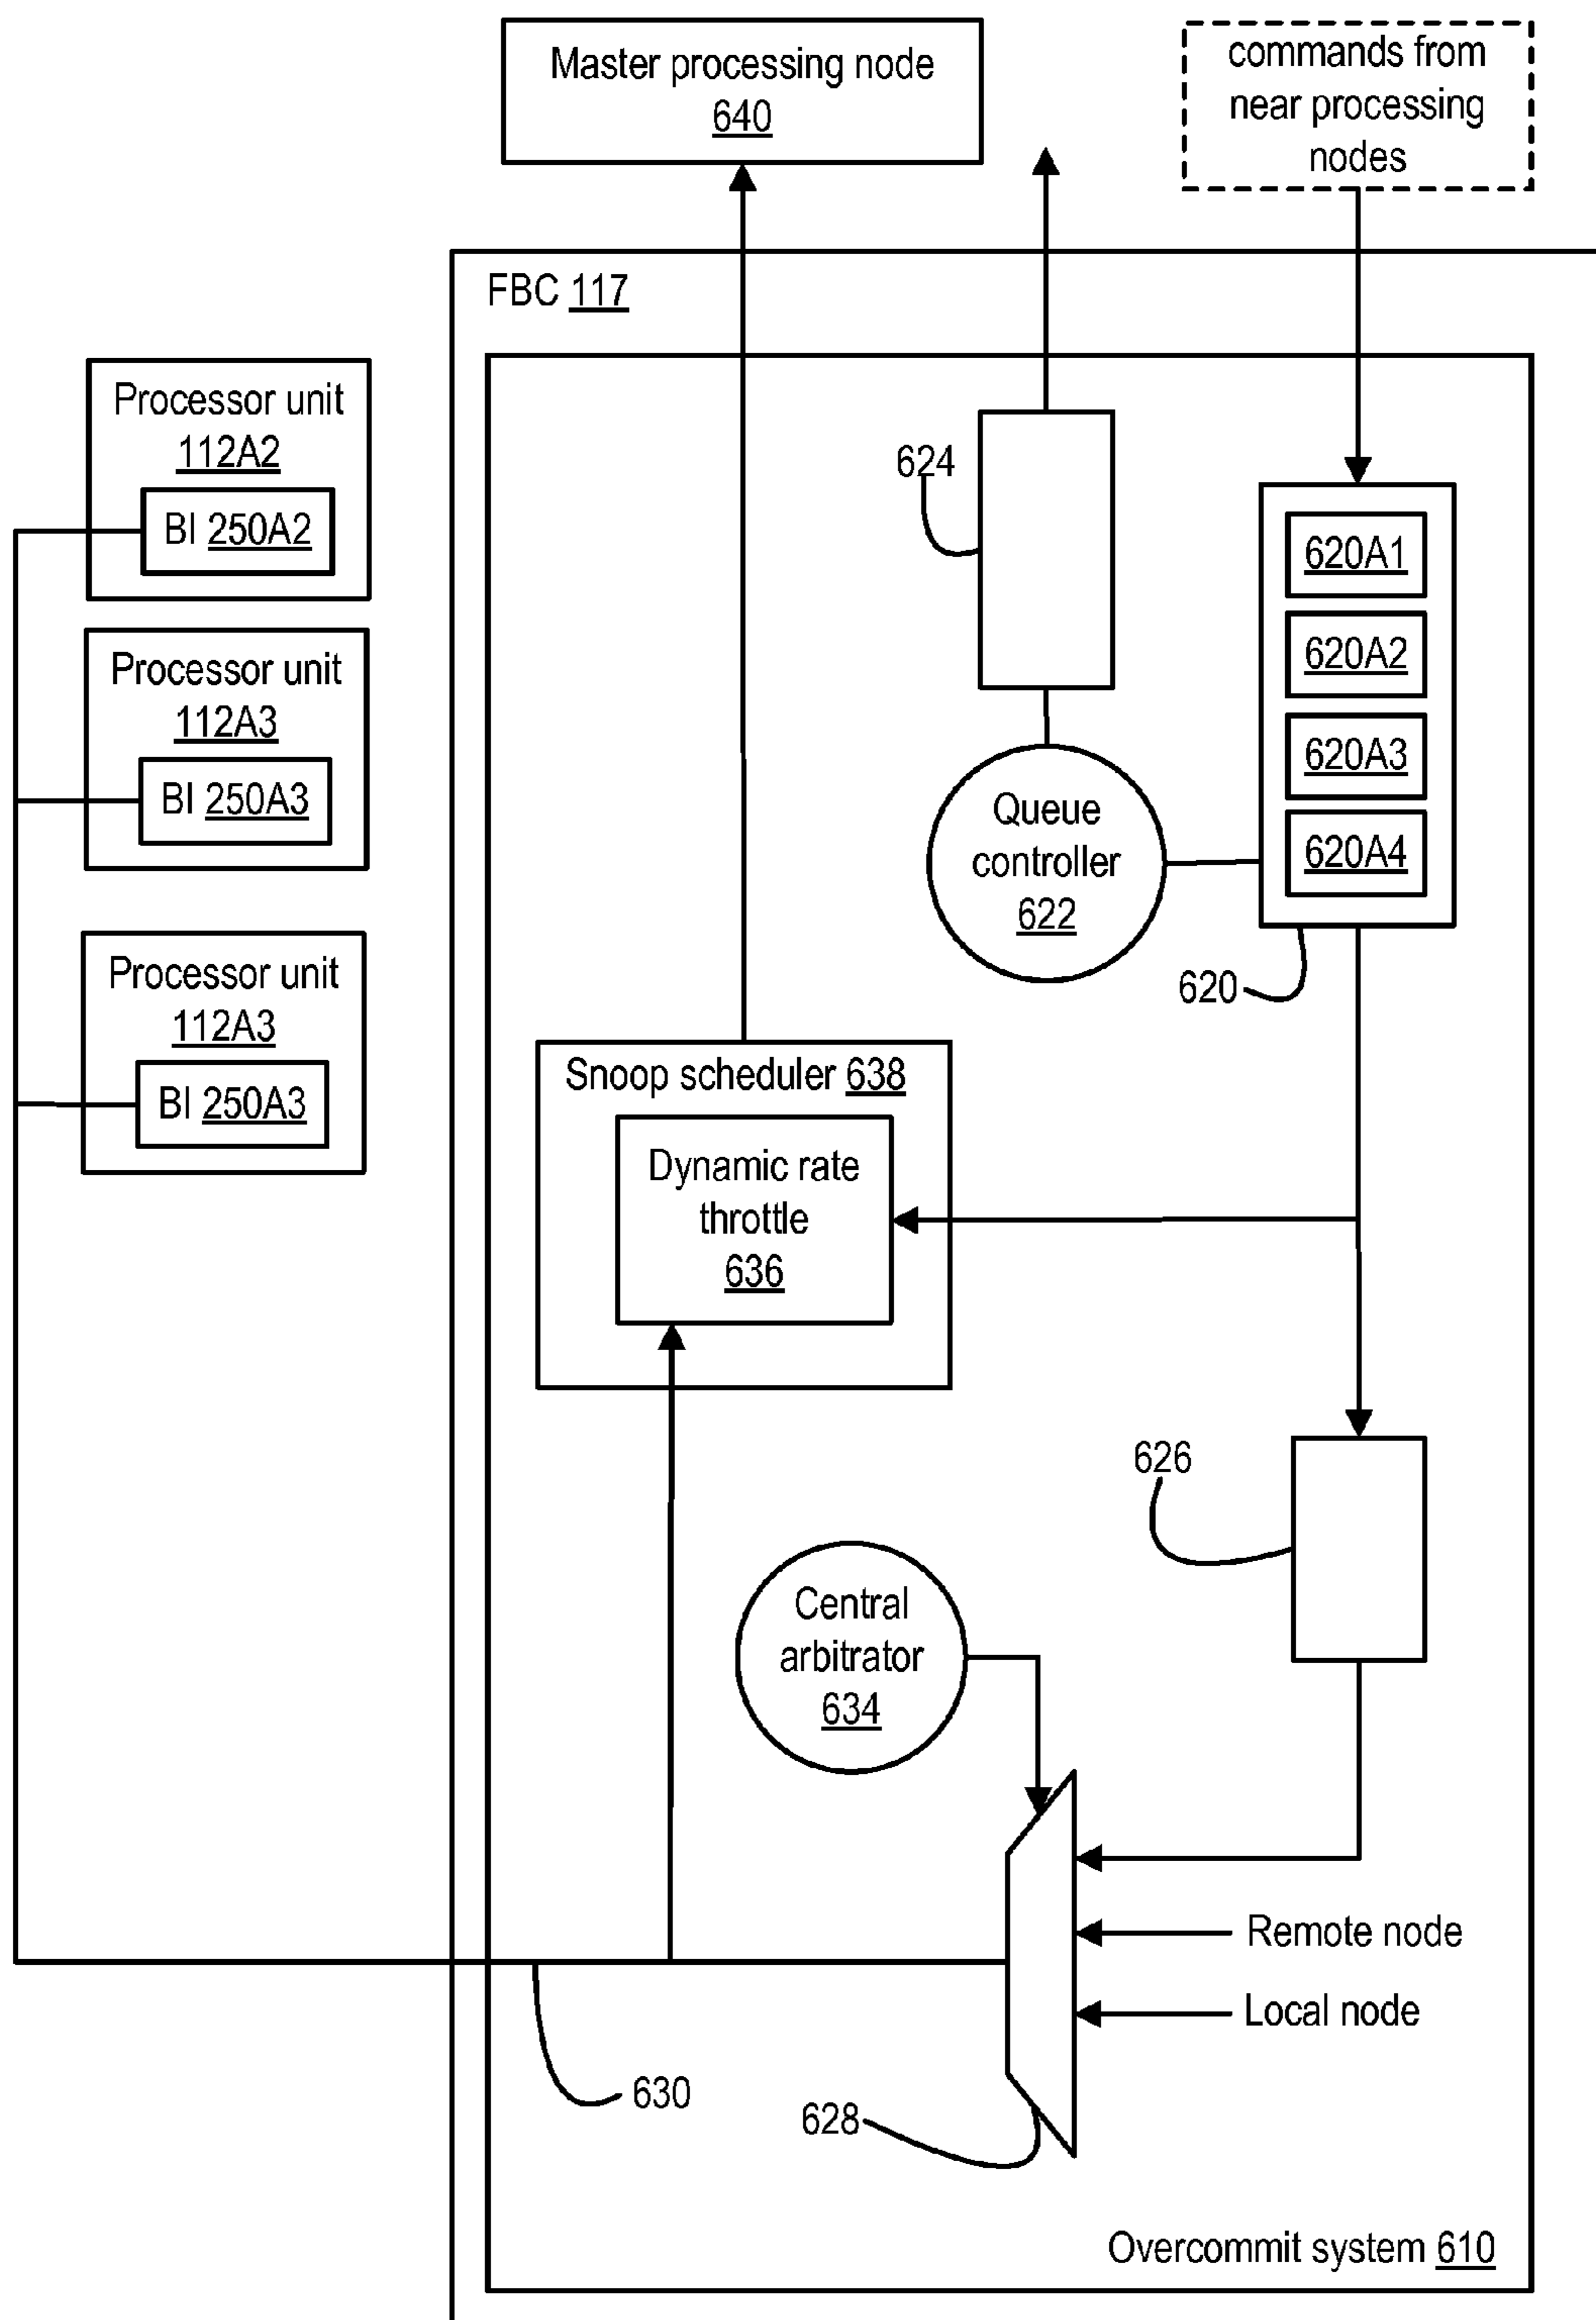 Master processing node
640
commands from
near processing
nodes
FBC 117
Processor unit
112A2
BI 250A2
Processor unit
112A3
BI 250A3
Processor unit
112A3
BI 250A3
624
620A1
620A2
620A3
620A4
Queue
controller
622
620
Snoop scheduler 638
Dynamic rate
throttle
636
626
Central
arbitrator
634
Remote node
Local node
630
628
Overcommit system 610